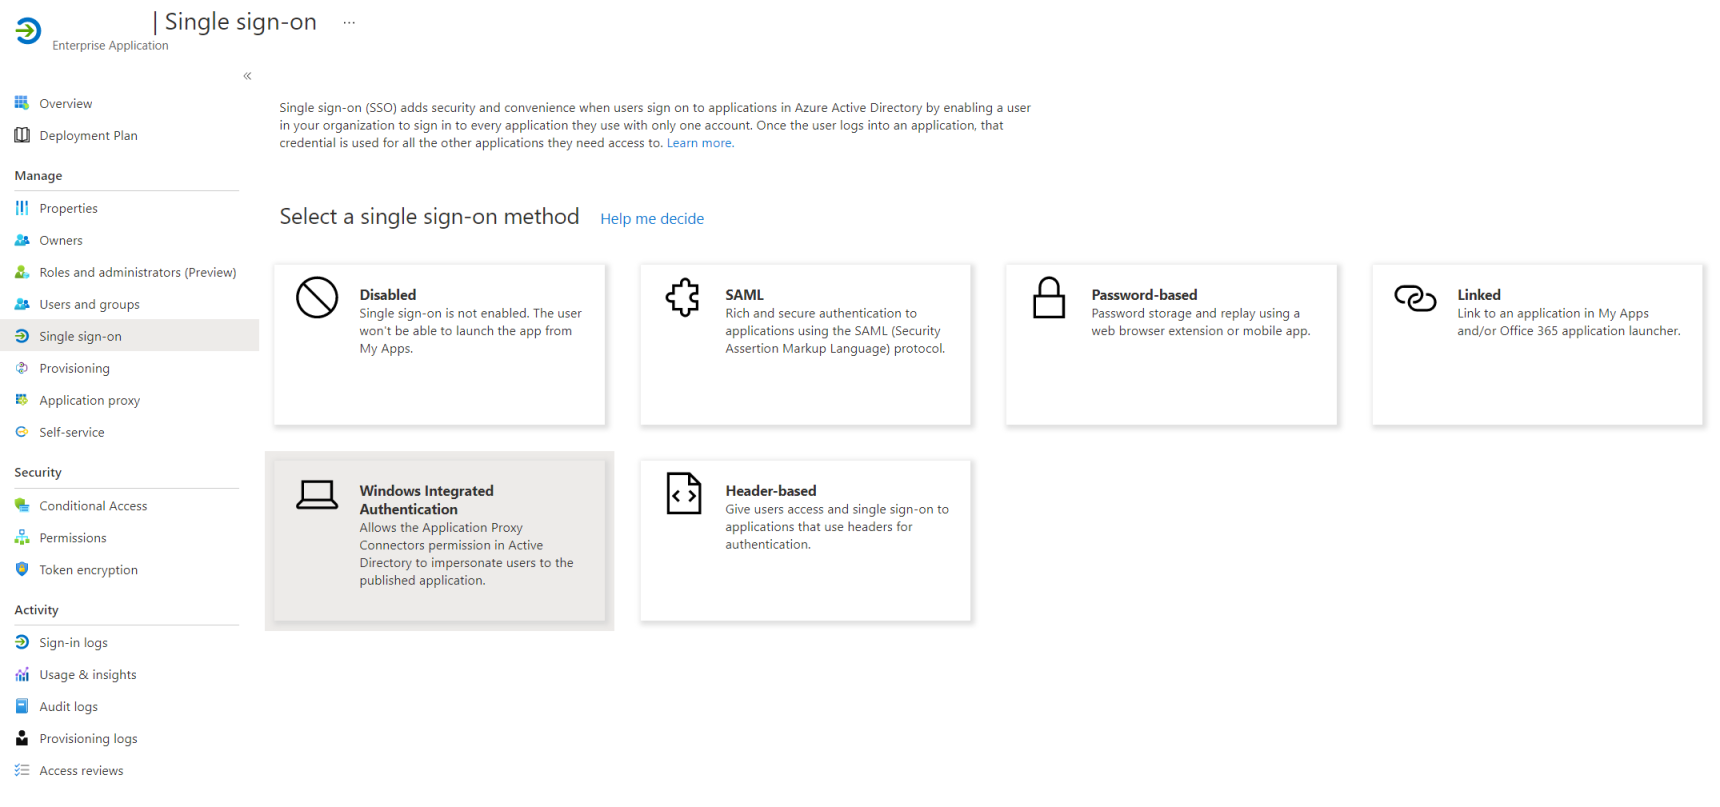 | Single sign-on ...
Enterprise Application
«
Overview
Deployment Plan
Manage
Properties
Owners
Roles and administrators (Preview)
Users and groups
Single sign-on
Provisioning
Application proxy
Self-service
Security
Conditional Access
Permissions
Token encryption
Activity
Sign-in logs
Usage & insights
Audit logs
Provisioning logs
Access reviews
Single sign-on (SSO) adds security and convenience when users sign on to applications in Azure Active Directory by enabling a user
in your organization to sign in to every application they use with only one account. Once the user logs into an application, that
credential is used for all the other applications they need access to. Learn more.
Select a single sign-on method Help me decide
Disabled
Single sign-on is not enabled. The user
won't be able to launch the app from
My Apps.
SAML
Rich and secure authentication to
applications using the SAML (Security
Assertion Markup Language) protocol.
Password-based
Password storage and replay using a
web browser extension or mobile app.
Linked
Link to an application in My Apps
and/or Office 365 application launcher.
Windows Integrated
Authentication
Allows the Application Proxy
Connectors permission in Active
Directory to impersonate users to the
published application.
Header-based
Give users access and single sign-on to
applications that use headers for
authentication.